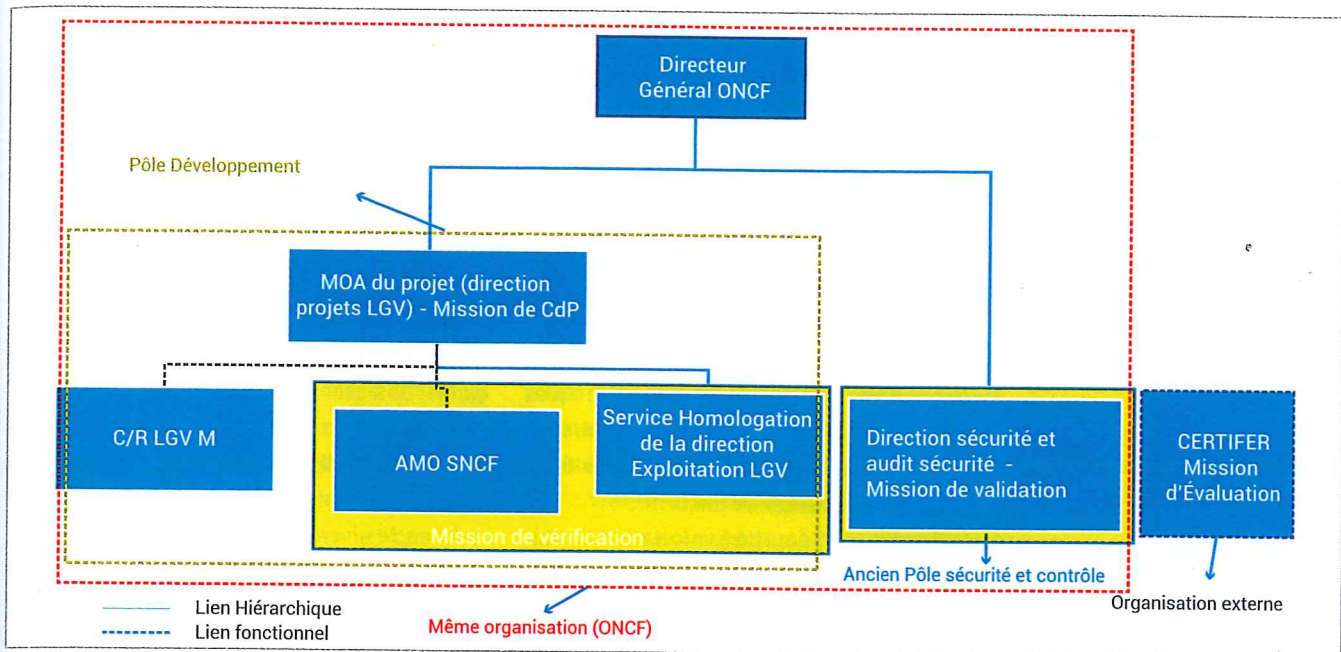 Directeur
Général ONCF
Pôle Développement
MOA du projet (direction
projets LGV) - Mission de CdP
C/R LGV M
AMO SNCF
Service Homologation
de la direction
Exploitation LGV
Mission de vérification
Direction sécurité et
audit sécurité -
Mission de validation
CERTIFER
Mission
d'Évaluation
Ancien Pôle sécurité et contrôle
Organisation externe
Lien Hiérarchique
Lien fonctionnel
Même organisation (ONCF)